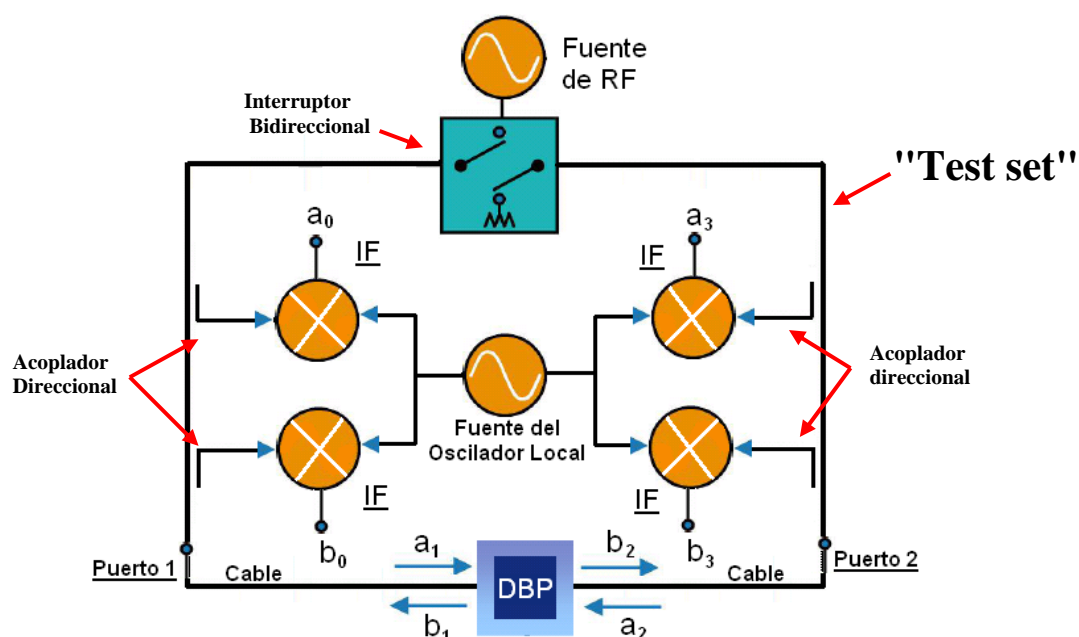 Fuente
de RF
Interruptor
Bidireccional
"Test set"
a₀
IF
a₃
IF
Acoplador
Direccional
Acoplador
direccional
Fuente del
Oscilador Local
IF
b₀
IF
b₃
Puerto 1
Cable
a₁
b₁
DBP
b₂
a₂
Cable
Puerto 2